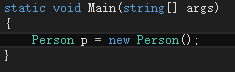 static void Main(string[] args)
{
Person p = new Person();
}